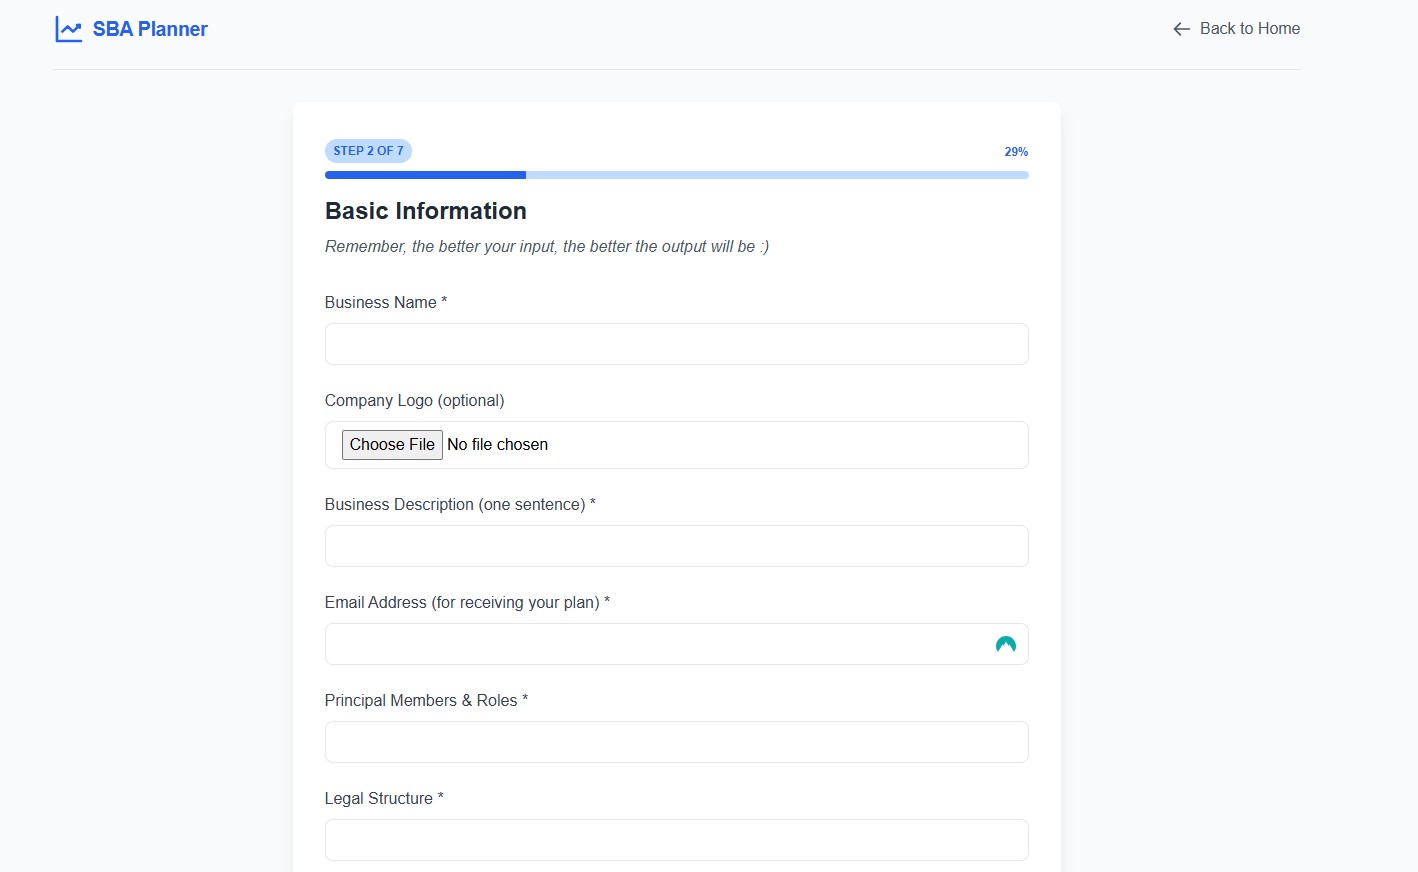 SBA Planner
Back to Home
STEP 2 OF 7
29%
Basic Information
Remember, the better your input, the better the output will be :)
Business Name *
Company Logo (optional)
Choose File No file chosen
Business Description (one sentence) *
Email Address (for receiving your plan) *
Principal Members & Roles *
Legal Structure *